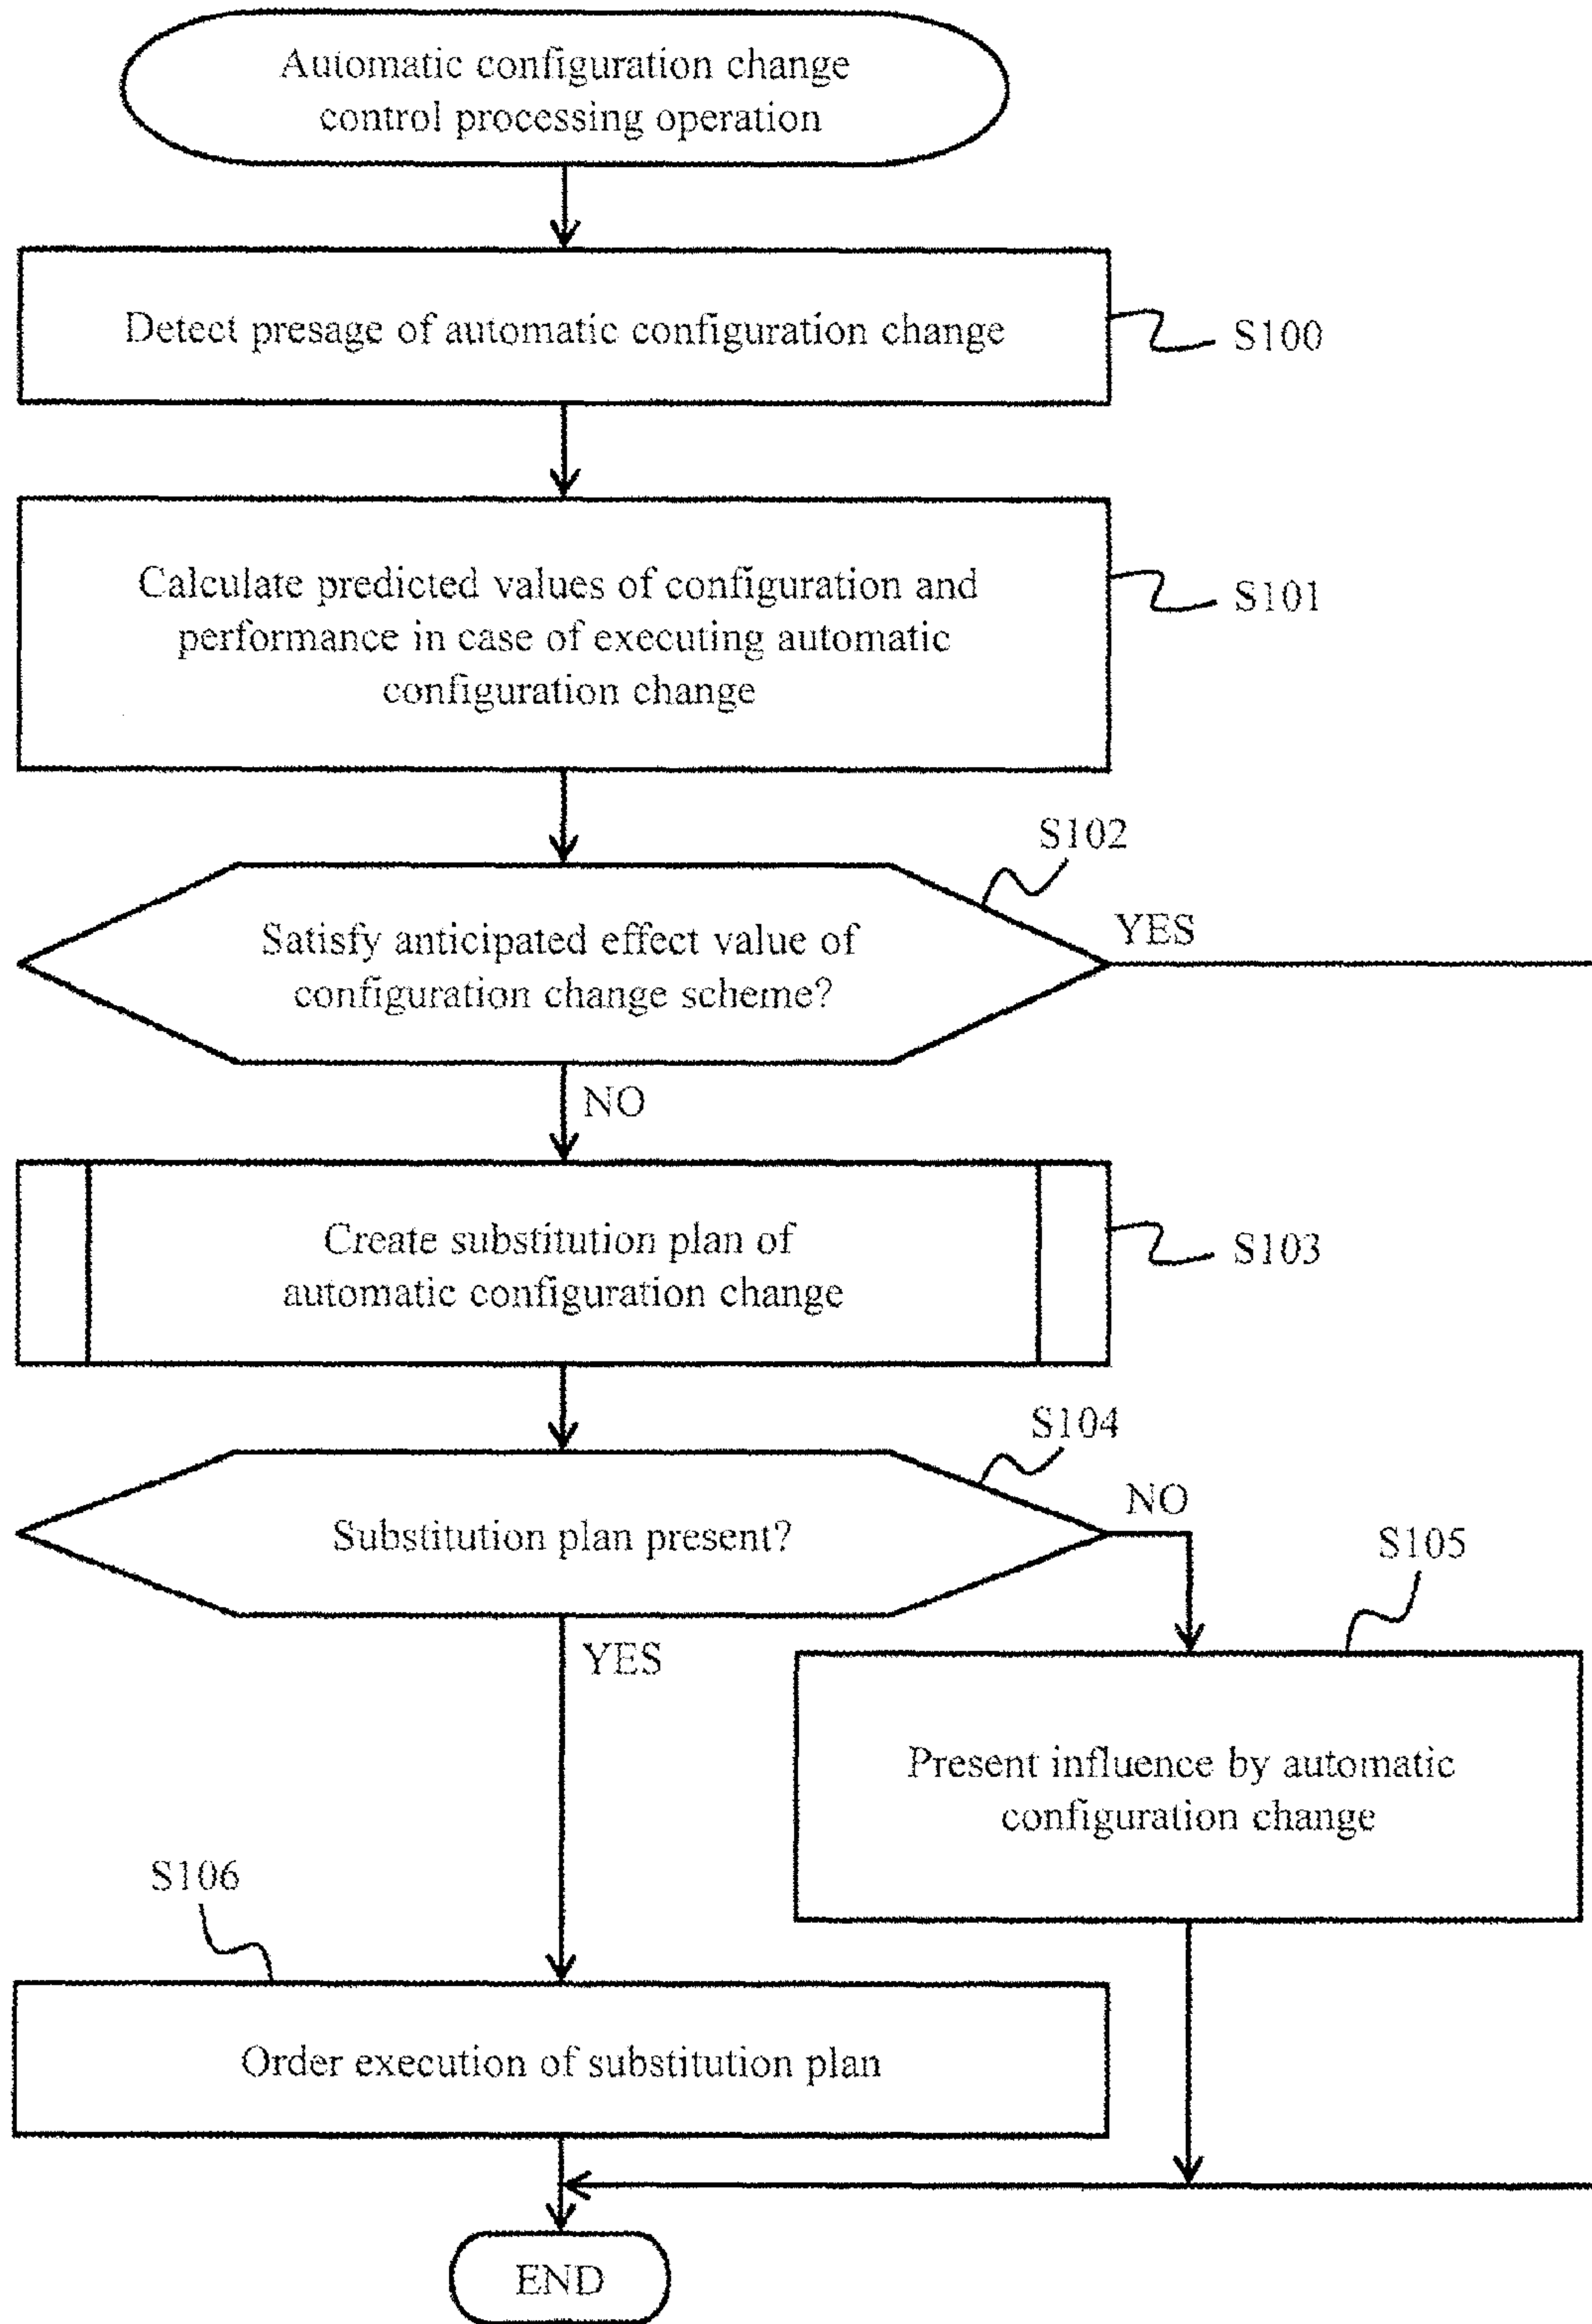 Automatic configuration change
control processing operation
Detect presage of automatic configuration change
S100
Calculate predicted values of configuration and
performance in case of executing automatic
configuration change
S101
S102
Satisfy anticipated effect value of
configuration change scheme?
YES
NO
Create substitution plan of
automatic configuration change
S103
S104
Substitution plan present?
NO
YES
S105
Present influence by automatic
configuration change
S106
Order execution of substitution plan
END